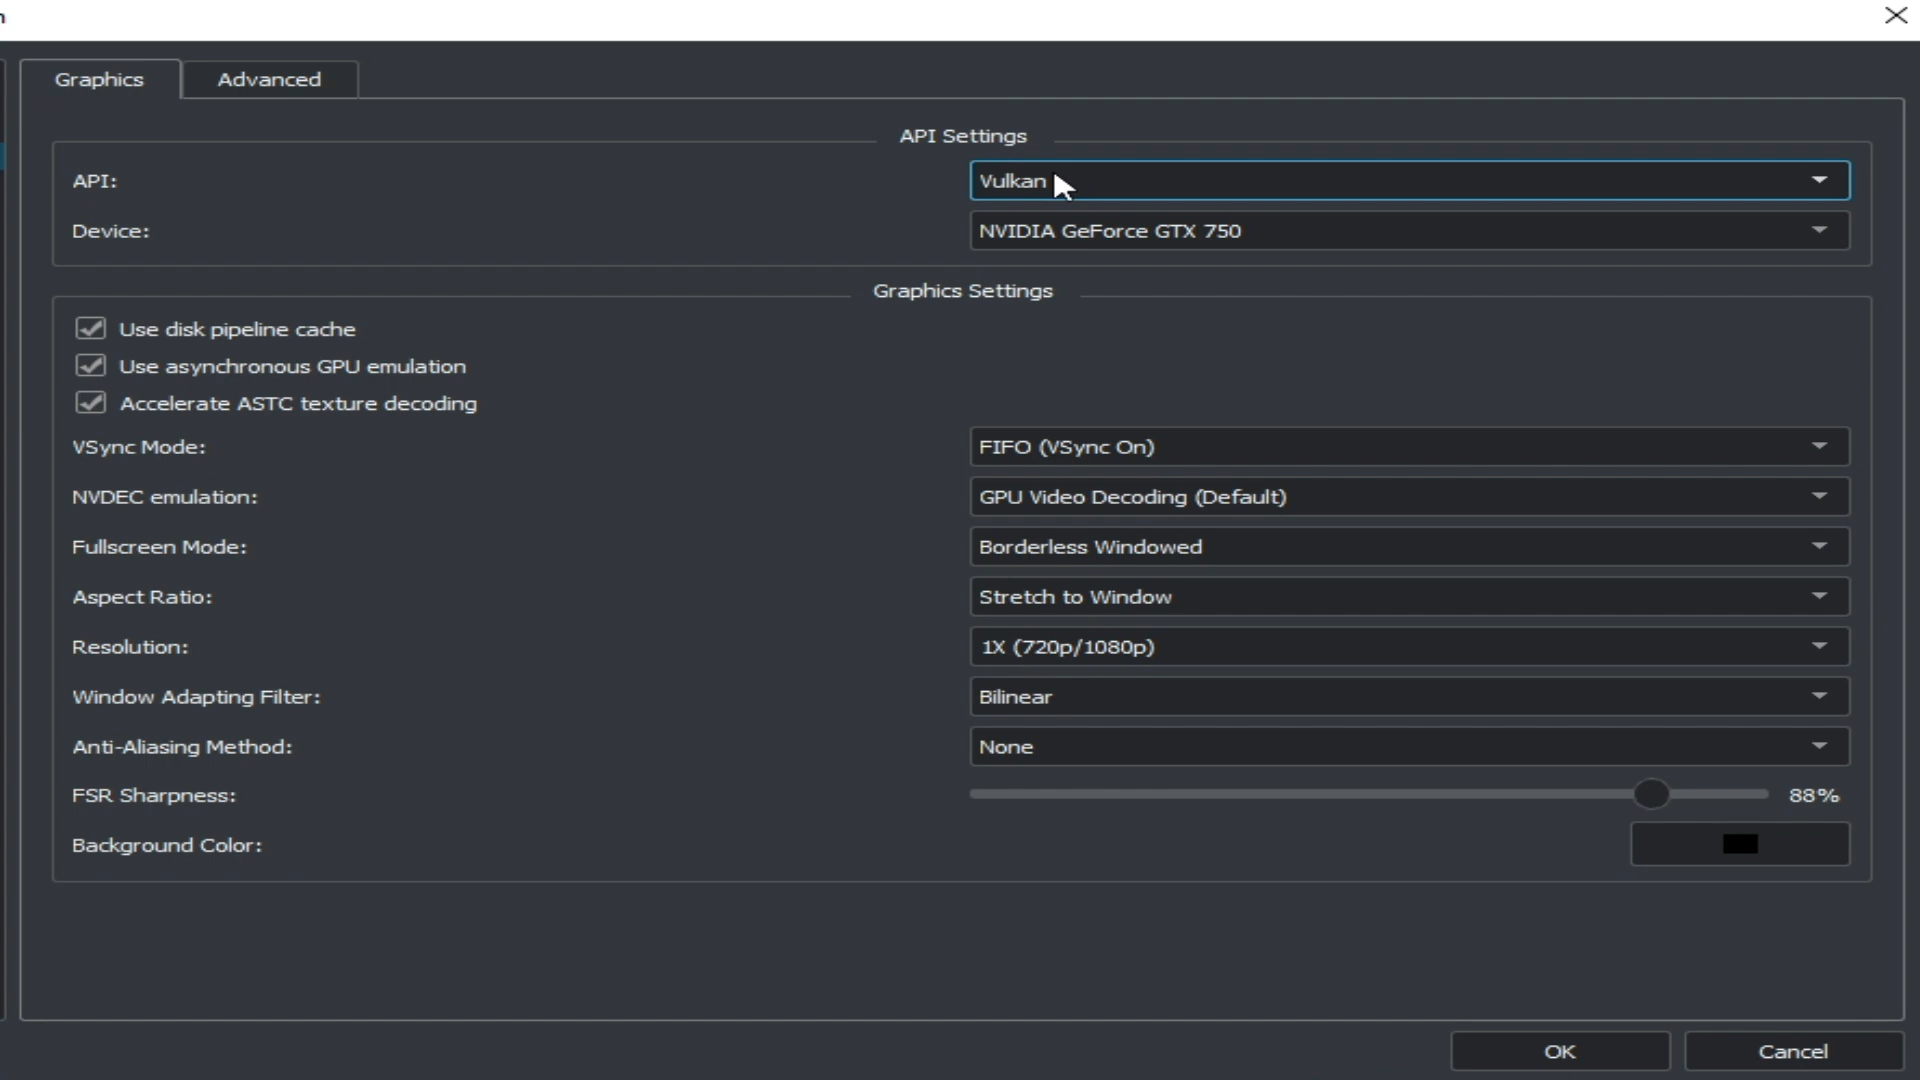 n
Graphics Advanced
API Settings
API: Vulkan
Device: NVIDIA GeForce GTX 750
Graphics Settings
Use disk pipeline cache
Use asynchronous GPU emulation
Accelerate ASTC texture decoding
VSync Mode: FIFO (VSync On)
NVDEC emulation: GPU Video Decoding (Default)
Fullscreen Mode: Borderless Windowed
Aspect Ratio: Stretch to Window
Resolution: 1X (720p/1080p)
Window Adapting Filter: Bilinear
Anti-Aliasing Method: None
FSR Sharpness: 88%
Background Color:
OK Cancel